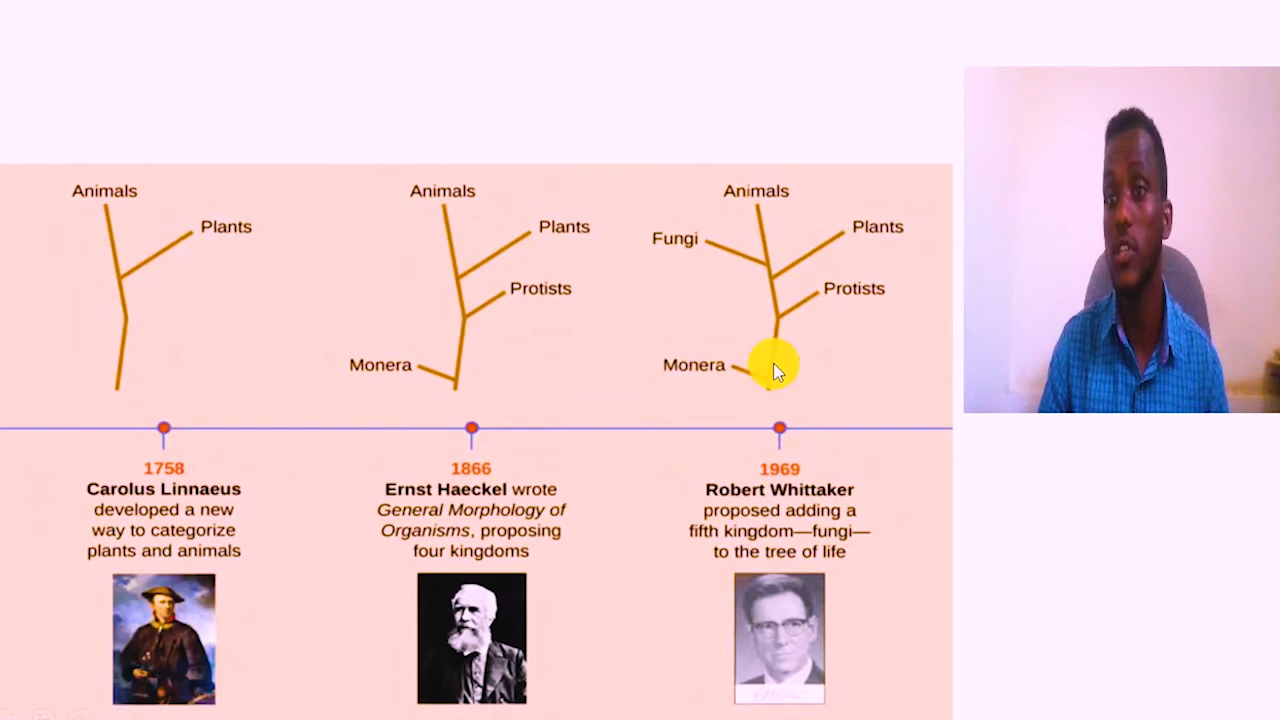 Animals
Plants
Animals
Plants
Protists
Monera
Animals
Fungi
Plants
Protists
Monera
1758
Carolus Linnaeus
developed a new
way to categorize
plants and animals
1866
Ernst Haeckel wrote
General Morphology of
Organisms, proposing
four kingdoms
1969
Robert Whittaker
proposed adding a
fifth kingdom—fungi—
to the tree of life